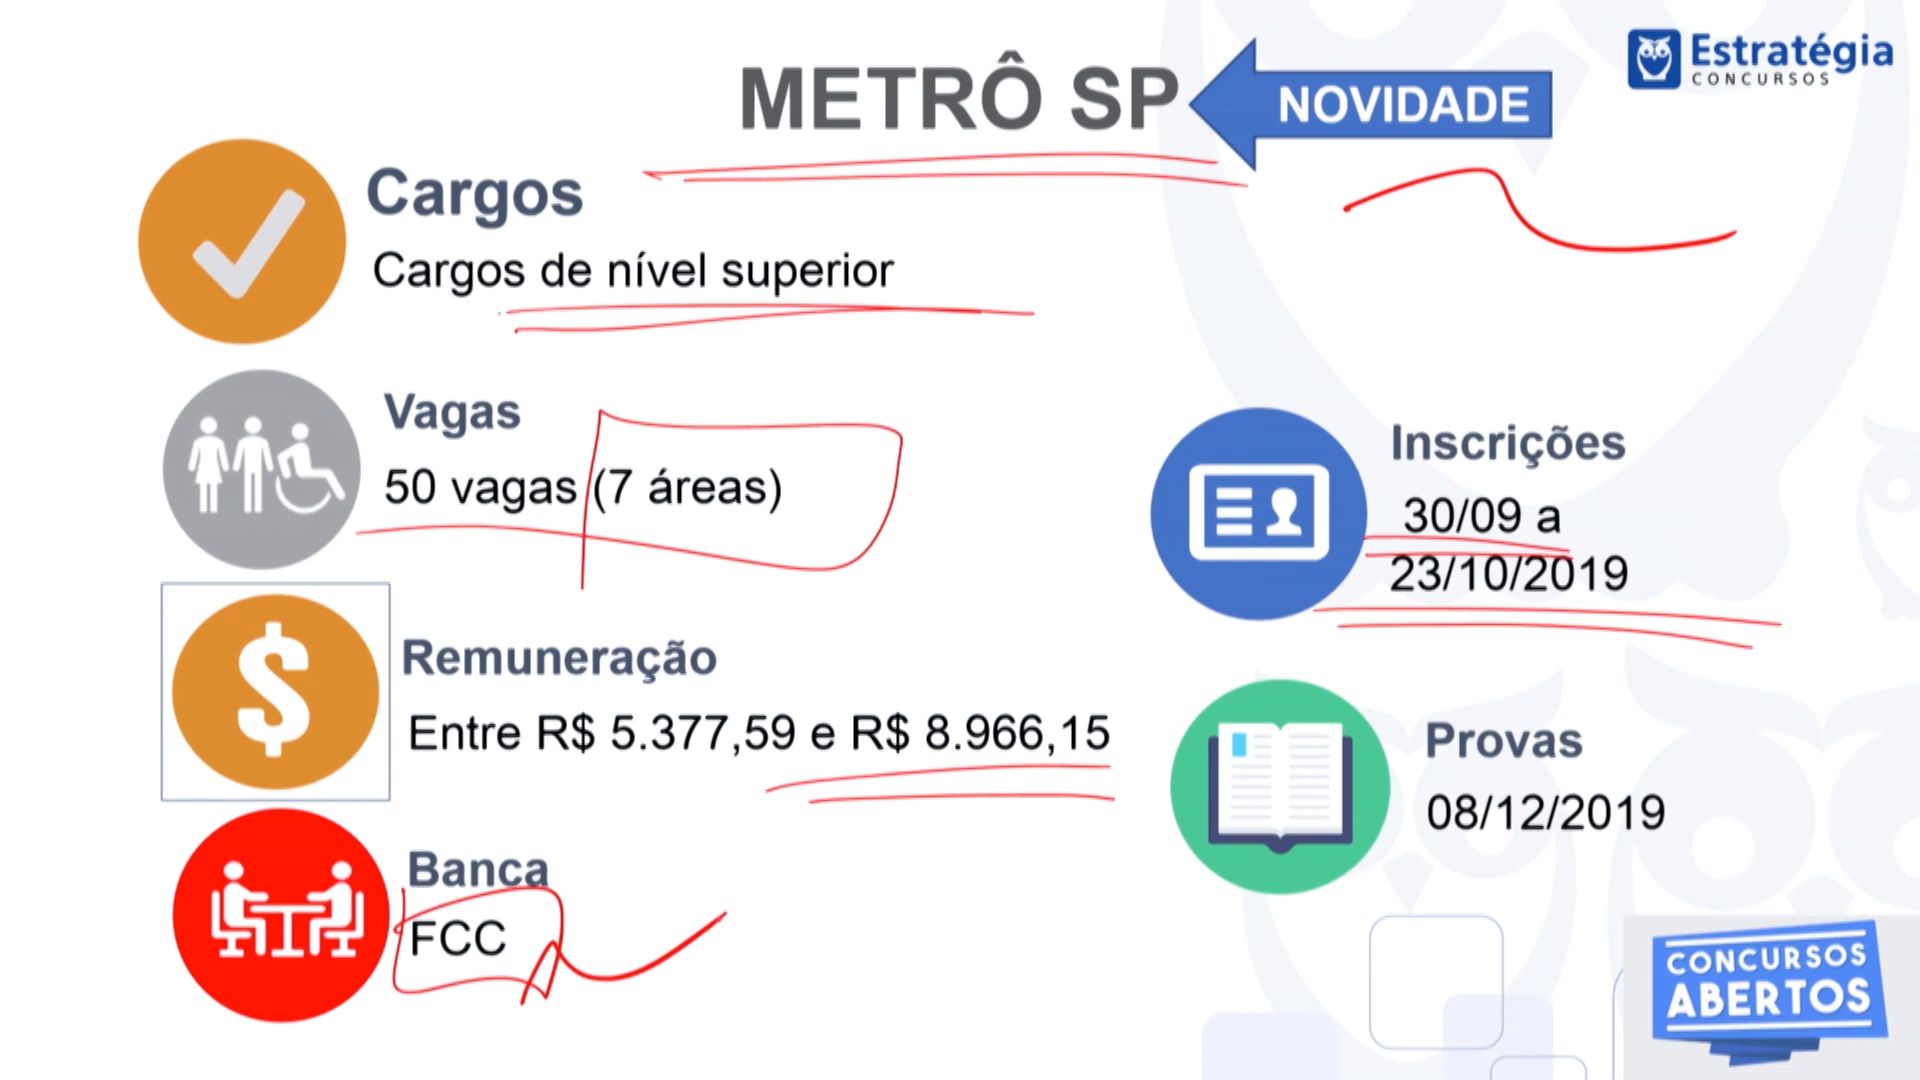 METRÔ SP
NOVIDADE
Estratégia
CONCURSOS
Cargos
Cargos de nível superior
Vagas
50 vagas (7 áreas)
Remuneração
Entre R$ 5.377,59 e R$ 8.966,15
Banca
FCC
Inscrições
30/09 a
23/10/2019
Provas
08/12/2019
CONCURSOS
ABERTOS